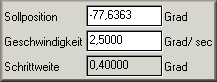 Sollposition -77,6363 Grad
Geschwindigkeit 2,5000 Grad/ sec
Schrittweite 0,40000 Grad